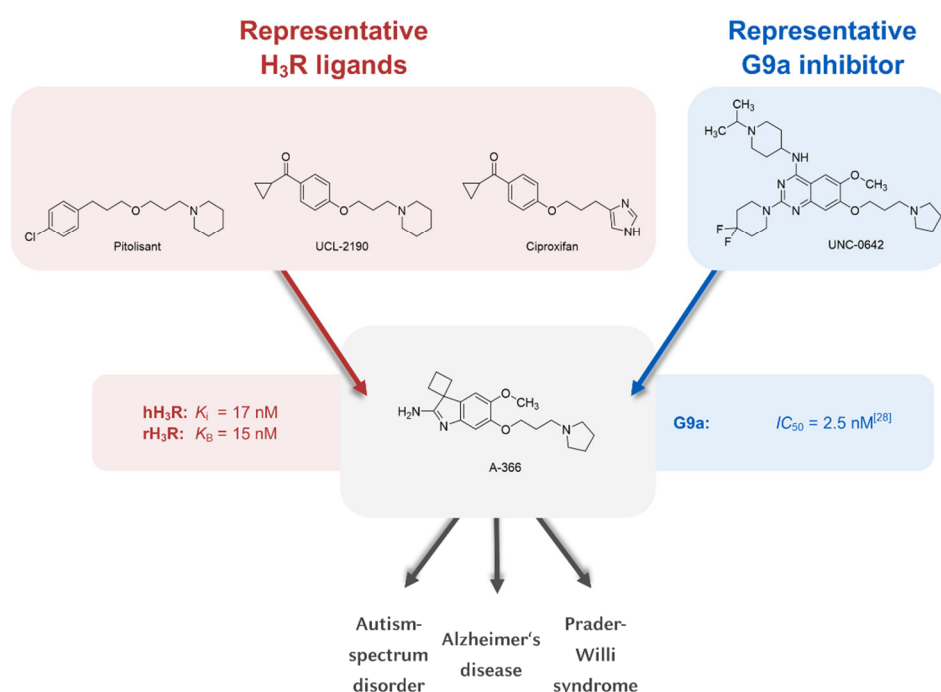 Representative
H₃R ligands
Representative
G9a inhibitor
Cl
O
N
Pitolisant
O
O
N
UCL-2190
O
O
N
NH
Ciproxifan
CH₃
H₃C
N
NH
N
N
N
O
CH₃
O
N
F
F
UNC-0642
hH₃R: Kᵢ = 17 nM
rH₃R: K_B = 15 nM
H₂N
N
O
CH₃
O
N
A-366
G9a: IC₅₀ = 2.5 nM[28]
Autism-
spectrum
disorder
Alzheimer‘s
disease
Prader-
Willi
syndrome